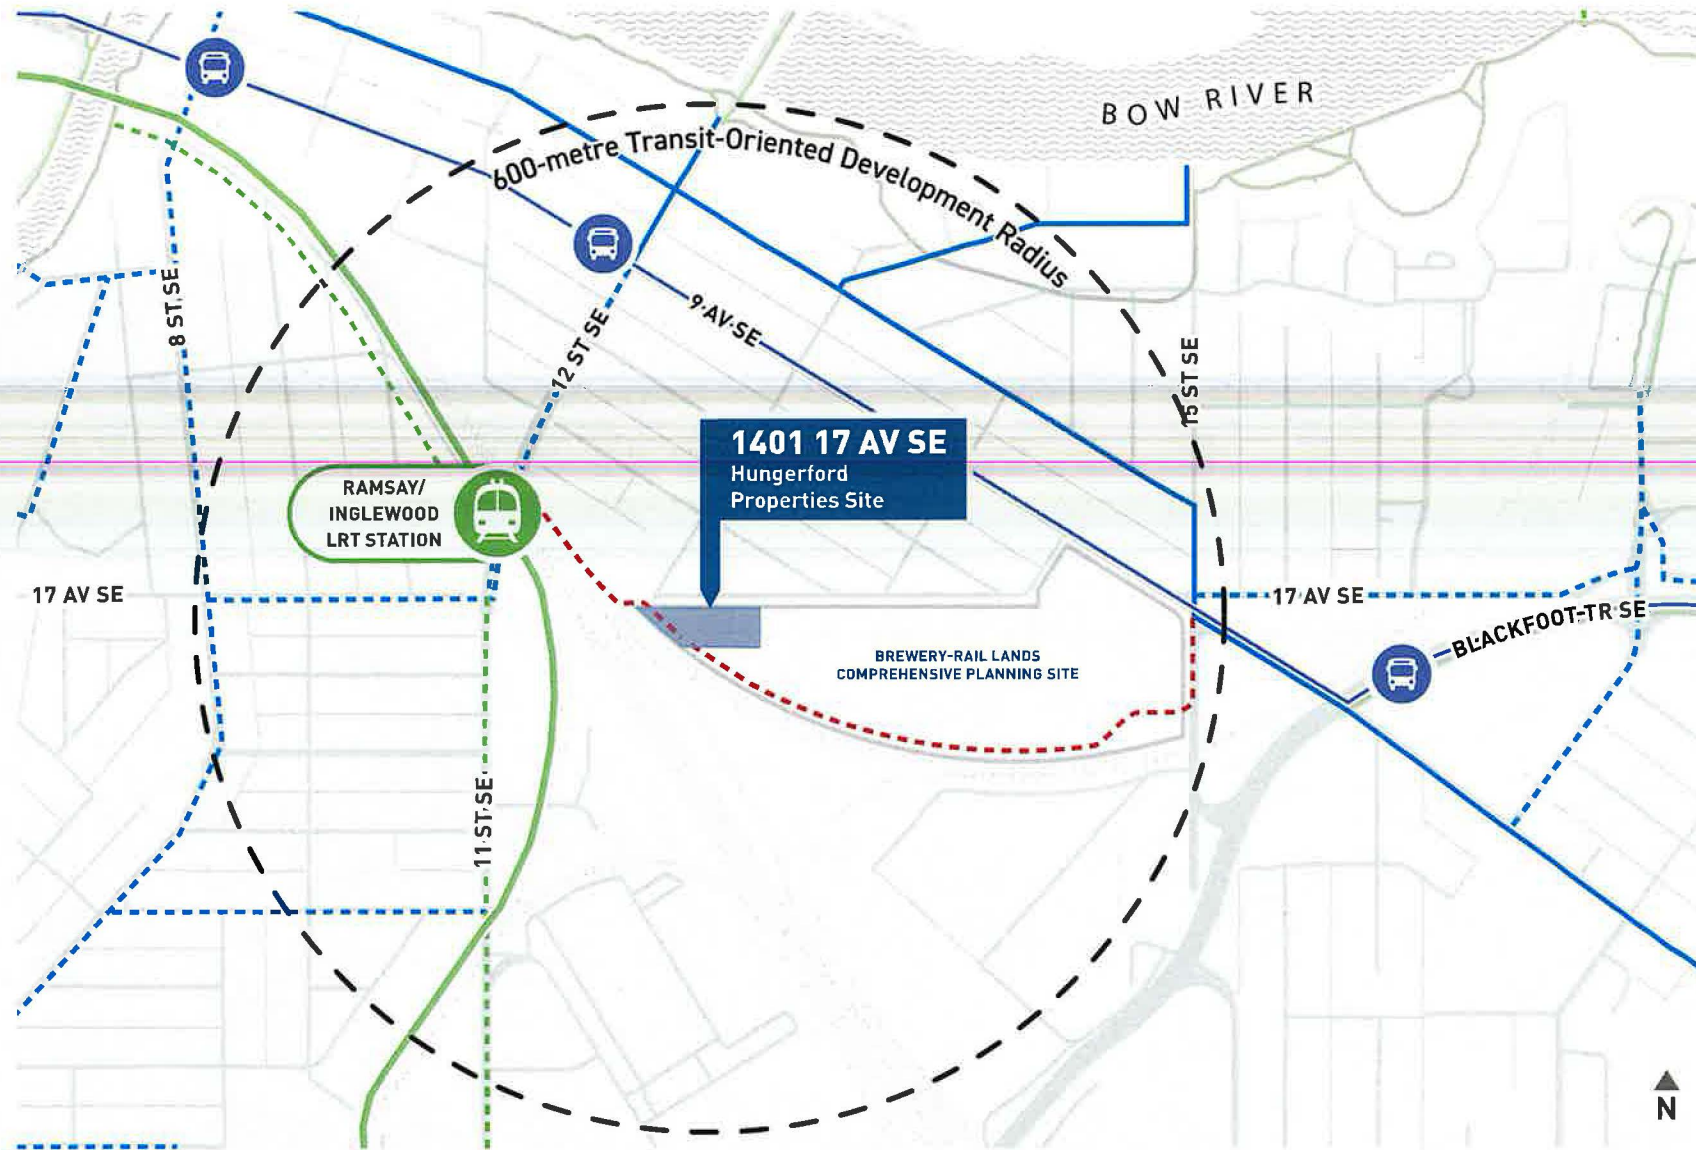 BOW RIVER
600-metre Transit-Oriented Development Radius
8 ST SE
9 AV SE
12 ST SE
15 ST SE
1401 17 AV SE
Hungerford
Properties Site
RAMSAY/
INGLEWOOD
LRT STATION
17 AV SE
17 AV SE
BLACKFOOT TR SE
BREWERY-RAIL LANDS
COMPREHENSIVE PLANNING SITE
11 ST SE
N